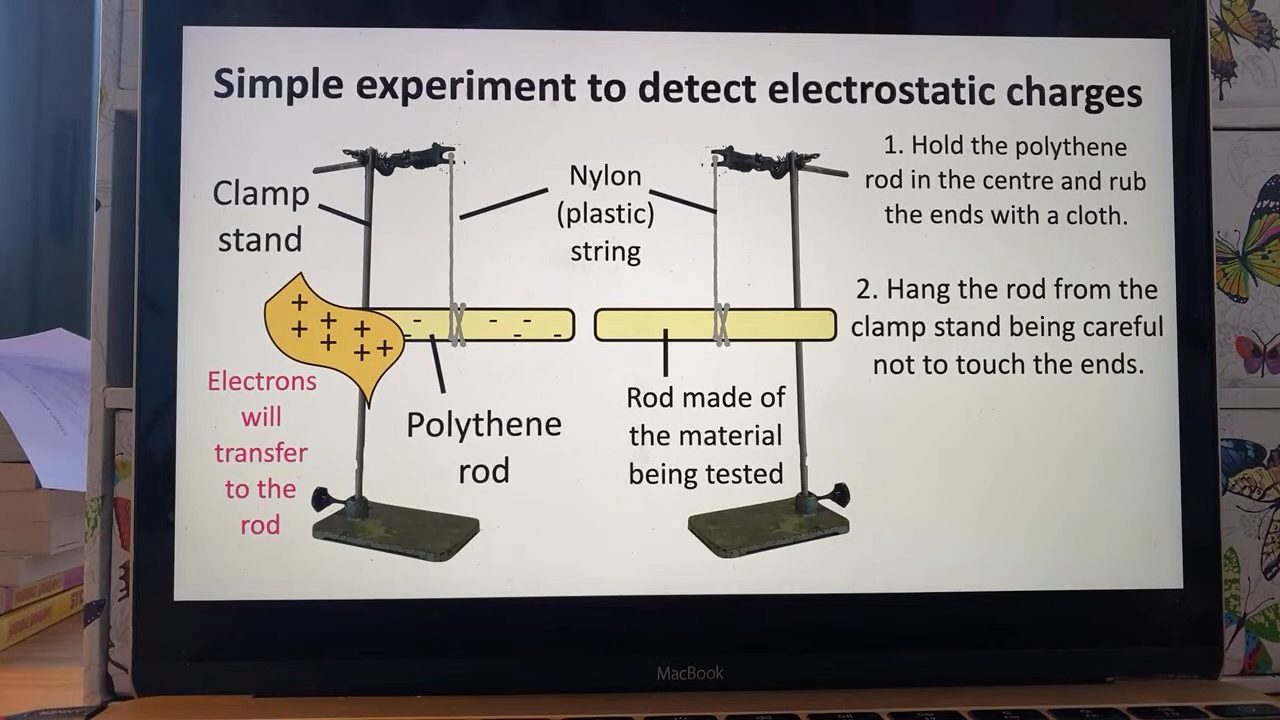 Simple experiment to detect electrostatic charges
Clamp
stand
Nylon
(plastic)
string
1. Hold the polythene
rod in the centre and rub
the ends with a cloth.
2. Hang the rod from the
clamp stand being careful
not to touch the ends.
Electrons
will
transfer
to the
rod
Polythene
rod
Rod made of
the material
being tested
MacBook